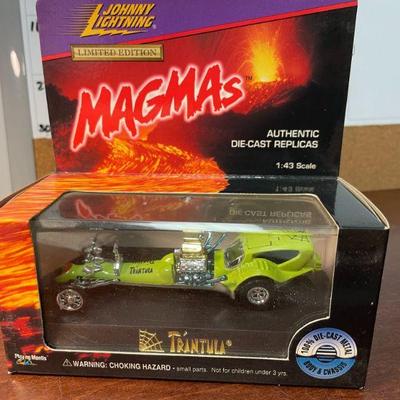 JOHNNY
LIGHTNING
LIMITED EDITION
MAGMAs™
AUTHENTIC
DIE-CAST REPLICAS
1:43 Scale
TRANTULA
TRANTULA®
Playing Mantis
100% DIE-CAST METAL
BODY & CHASSIS
WARNING: CHOKING HAZARD - small parts. Not for children under 3 yrs.